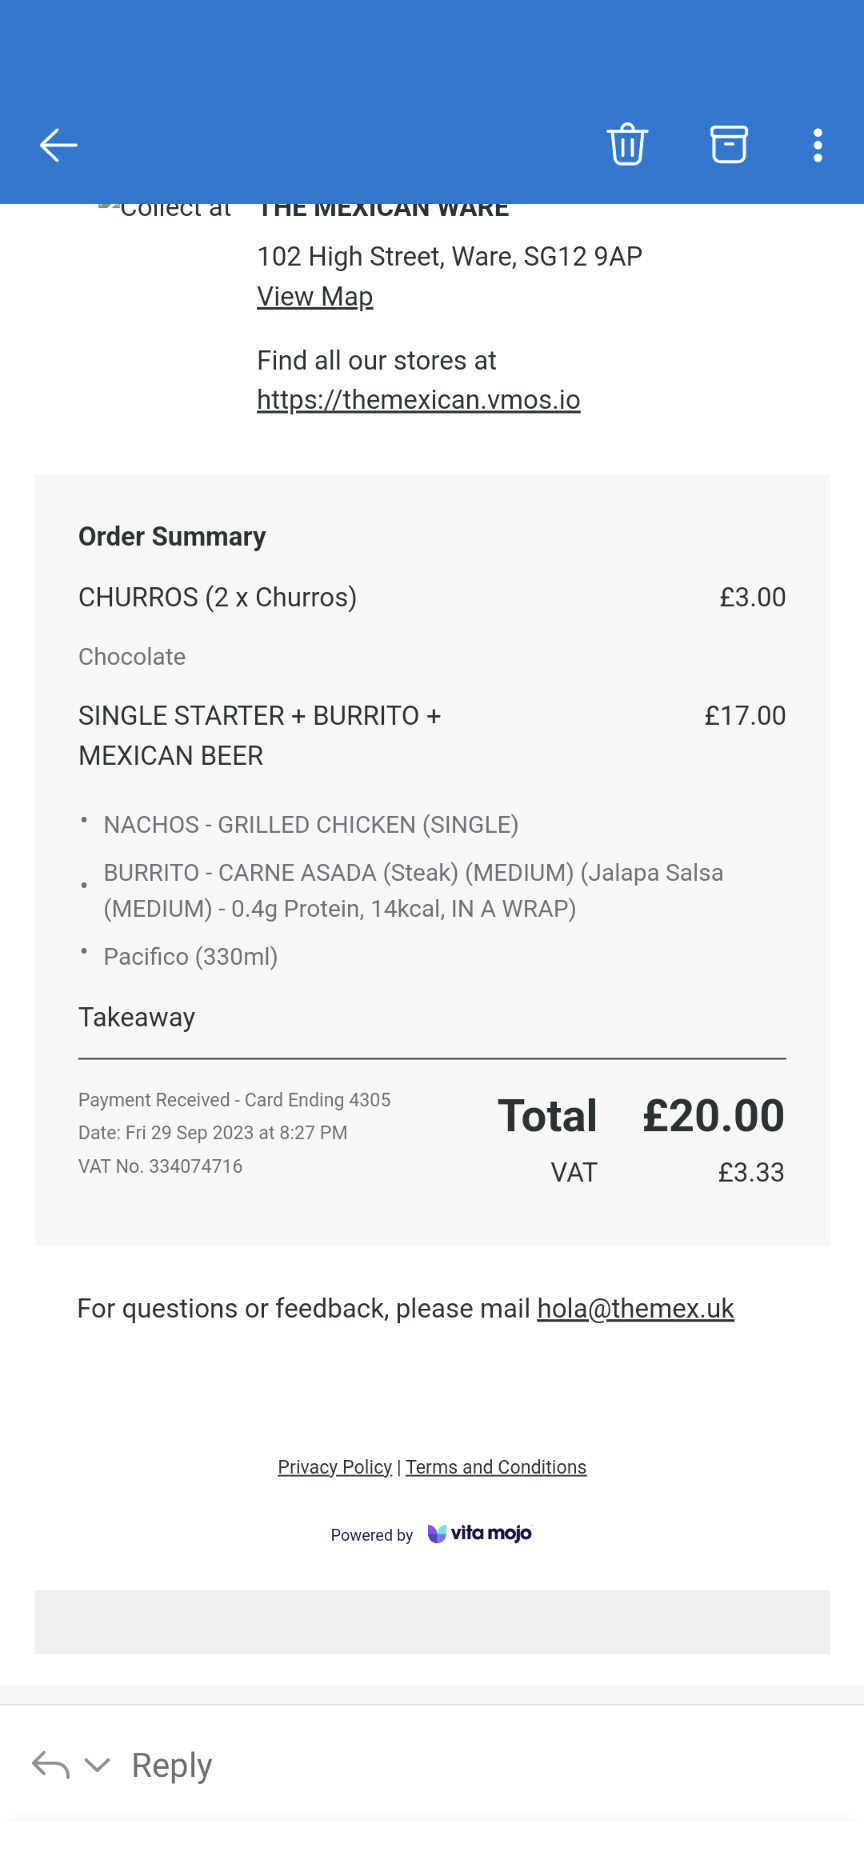 Collect at THE MEXICAN WARE
102 High Street, Ware, SG12 9AP
View Map
Find all our stores at
https://themexican.vmos.io
Order Summary
CHURROS (2 x Churros) £3.00
Chocolate
SINGLE STARTER + BURRITO + £17.00
MEXICAN BEER
• NACHOS - GRILLED CHICKEN (SINGLE)
• BURRITO - CARNE ASADA (Steak) (MEDIUM) (Jalapa Salsa
(MEDIUM) - 0.4g Protein, 14kcal, IN A WRAP)
• Pacifico (330ml)
Takeaway
Payment Received - Card Ending 4305
Date: Fri 29 Sep 2023 at 8:27 PM
VAT No. 334074716
Total £20.00
VAT £3.33
For questions or feedback, please mail hola@themex.uk
Privacy Policy | Terms and Conditions
Powered by vita mojo
Reply